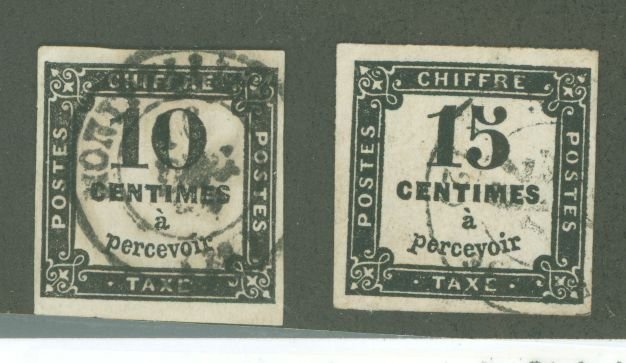 CHIFFRE
POSTES
10
CENTIMES
à
percevoir
POSTES
· TAXE ·
CHIFFRE
POSTES
15
CENTIMES
à
percevoir
POSTES
· TAXE ·